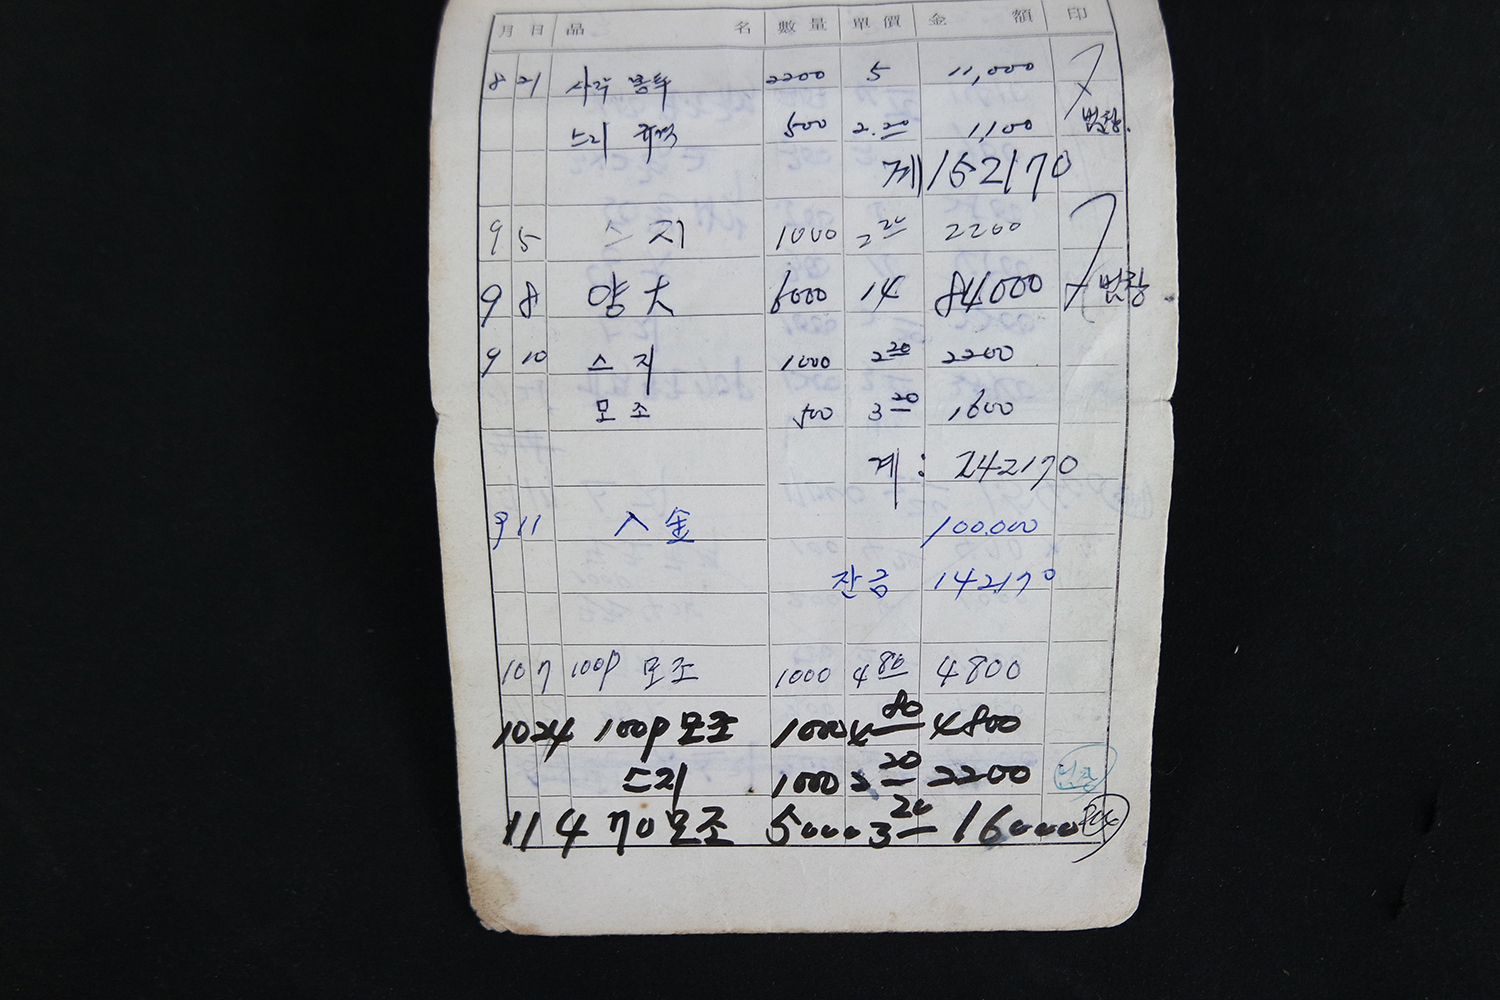 月 日 品 名 數量 單價 金 額 印
8 21 사각 봉투 2200 5 11,000
500 2.20 1,100
계 152170
9 5 스지 1000 2 20 2200
9 8 양大 6000 14 84000
9 10 스지 1000 2 20 2200
모조 500 3 20 1600
계: 242170
9 11 入金 100.000
잔금 142170
10 7 100P 모조 1000 4 80 4800
10 24 100P 모조 1000 4 80 4800
1000 2 20 2200
11 4 70모조 5000 3 20 16000